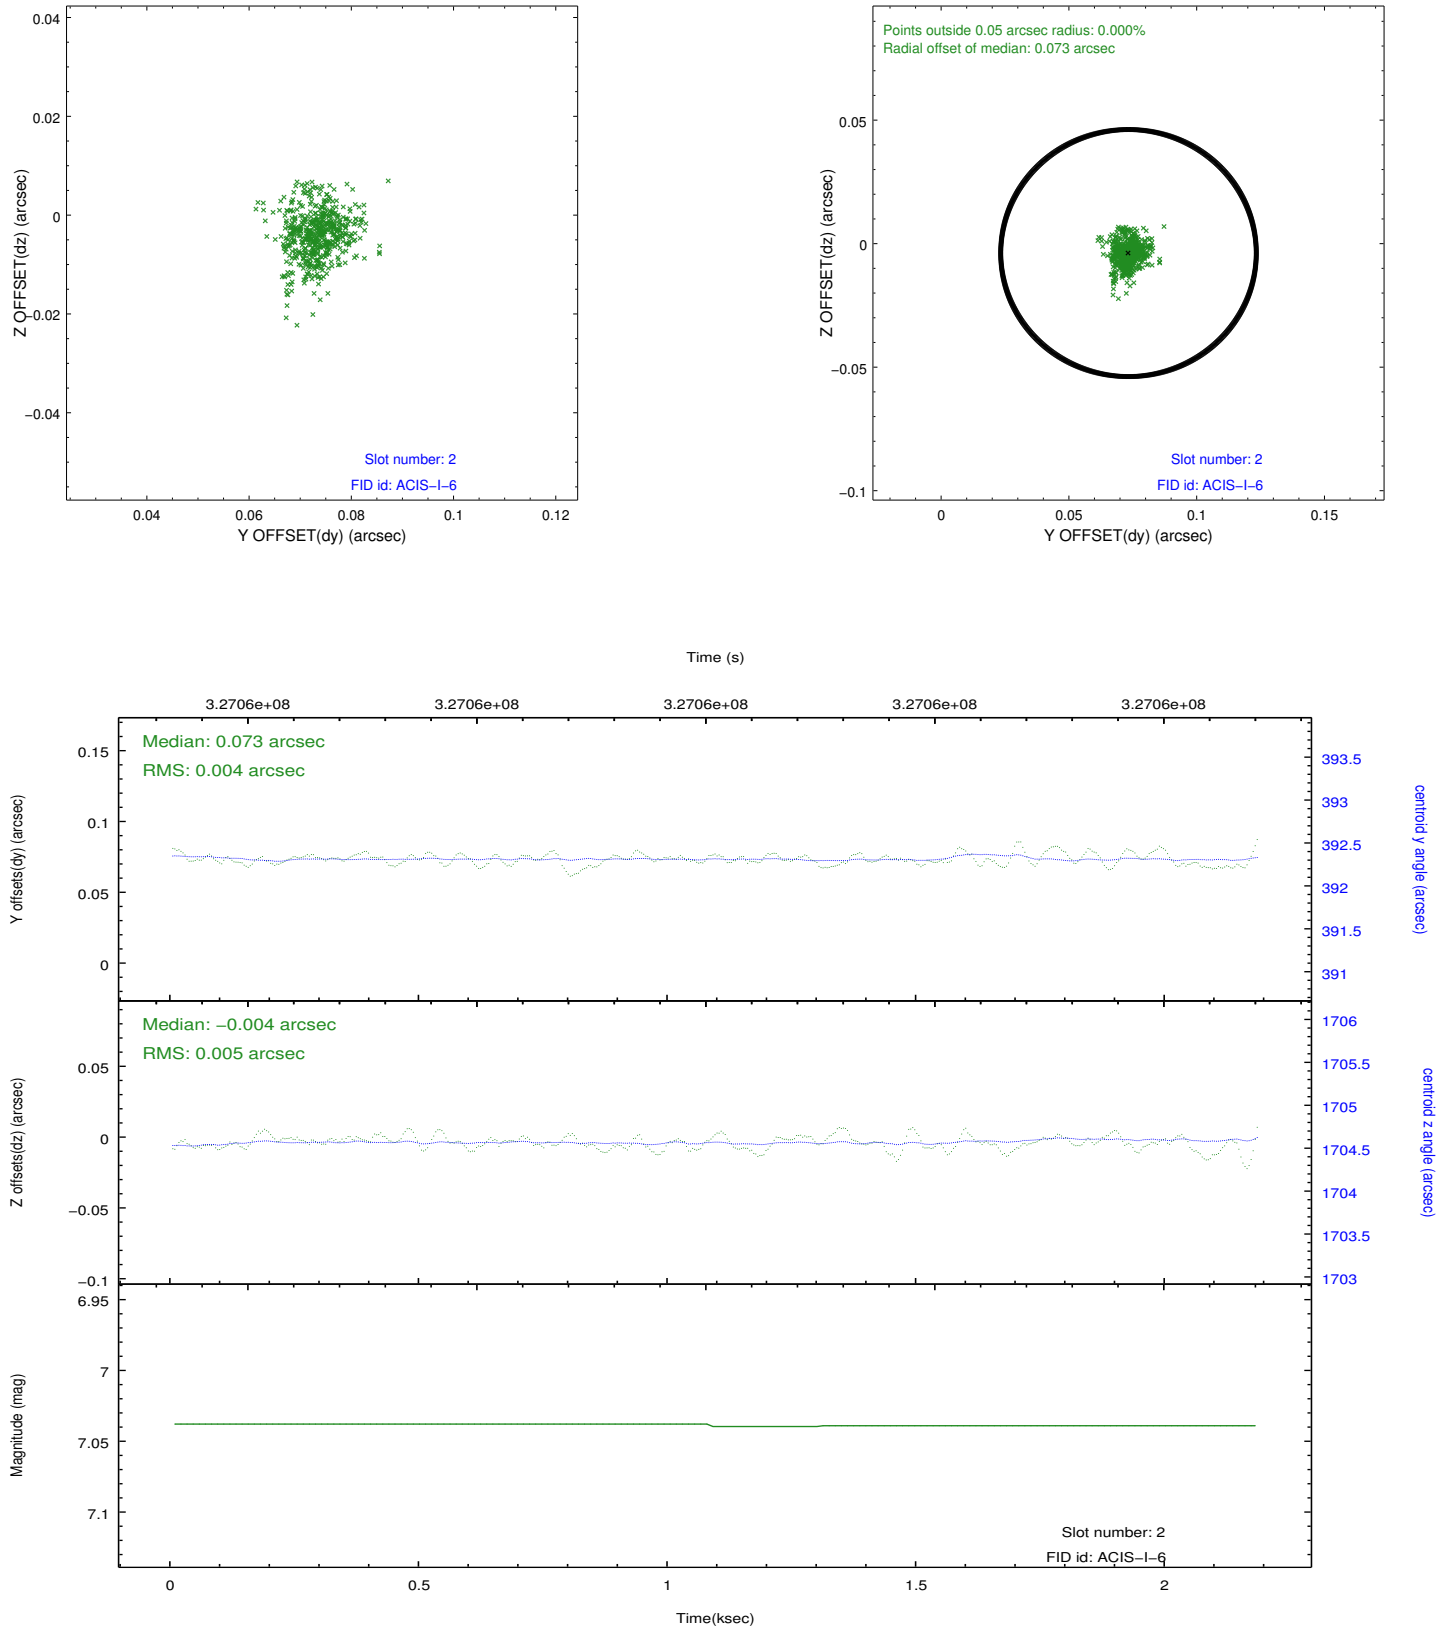 0.04
0.02
0
−0.02
−0.04
Z OFFSET(dz) (arcsec)
Slot number: 2
FID id: ACIS−I−6
0.04 0.06 0.08 0.1 0.12
Y OFFSET(dy) (arcsec)
Points outside 0.05 arcsec radius: 0.000%
Radial offset of median: 0.073 arcsec
0.05
0
−0.05
−0.1
Z OFFSET(dz) (arcsec)
Slot number: 2
FID id: ACIS−I−6
0 0.05 0.1 0.15
Y OFFSET(dy) (arcsec)
Time (s)
3.2706e+08 3.2706e+08 3.2706e+08 3.2706e+08 3.2706e+08
Median: 0.073 arcsec
RMS: 0.004 arcsec
0.15
0.1
0.05
0
Y offsets(dy) (arcsec)
393.5
393
392.5
392
391.5
391
centroid y angle (arcsec)
Median: −0.004 arcsec
RMS: 0.005 arcsec
0.05
0
−0.05
−0.1
Z offsets(dz) (arcsec)
1706
1705.5
1705
1704.5
1704
1703.5
1703
centroid z angle (arcsec)
6.95
7
7.05
7.1
Magnitude (mag)
Slot number: 2
FID id: ACIS−I−6
0 0.5 1 1.5 2
Time(ksec)